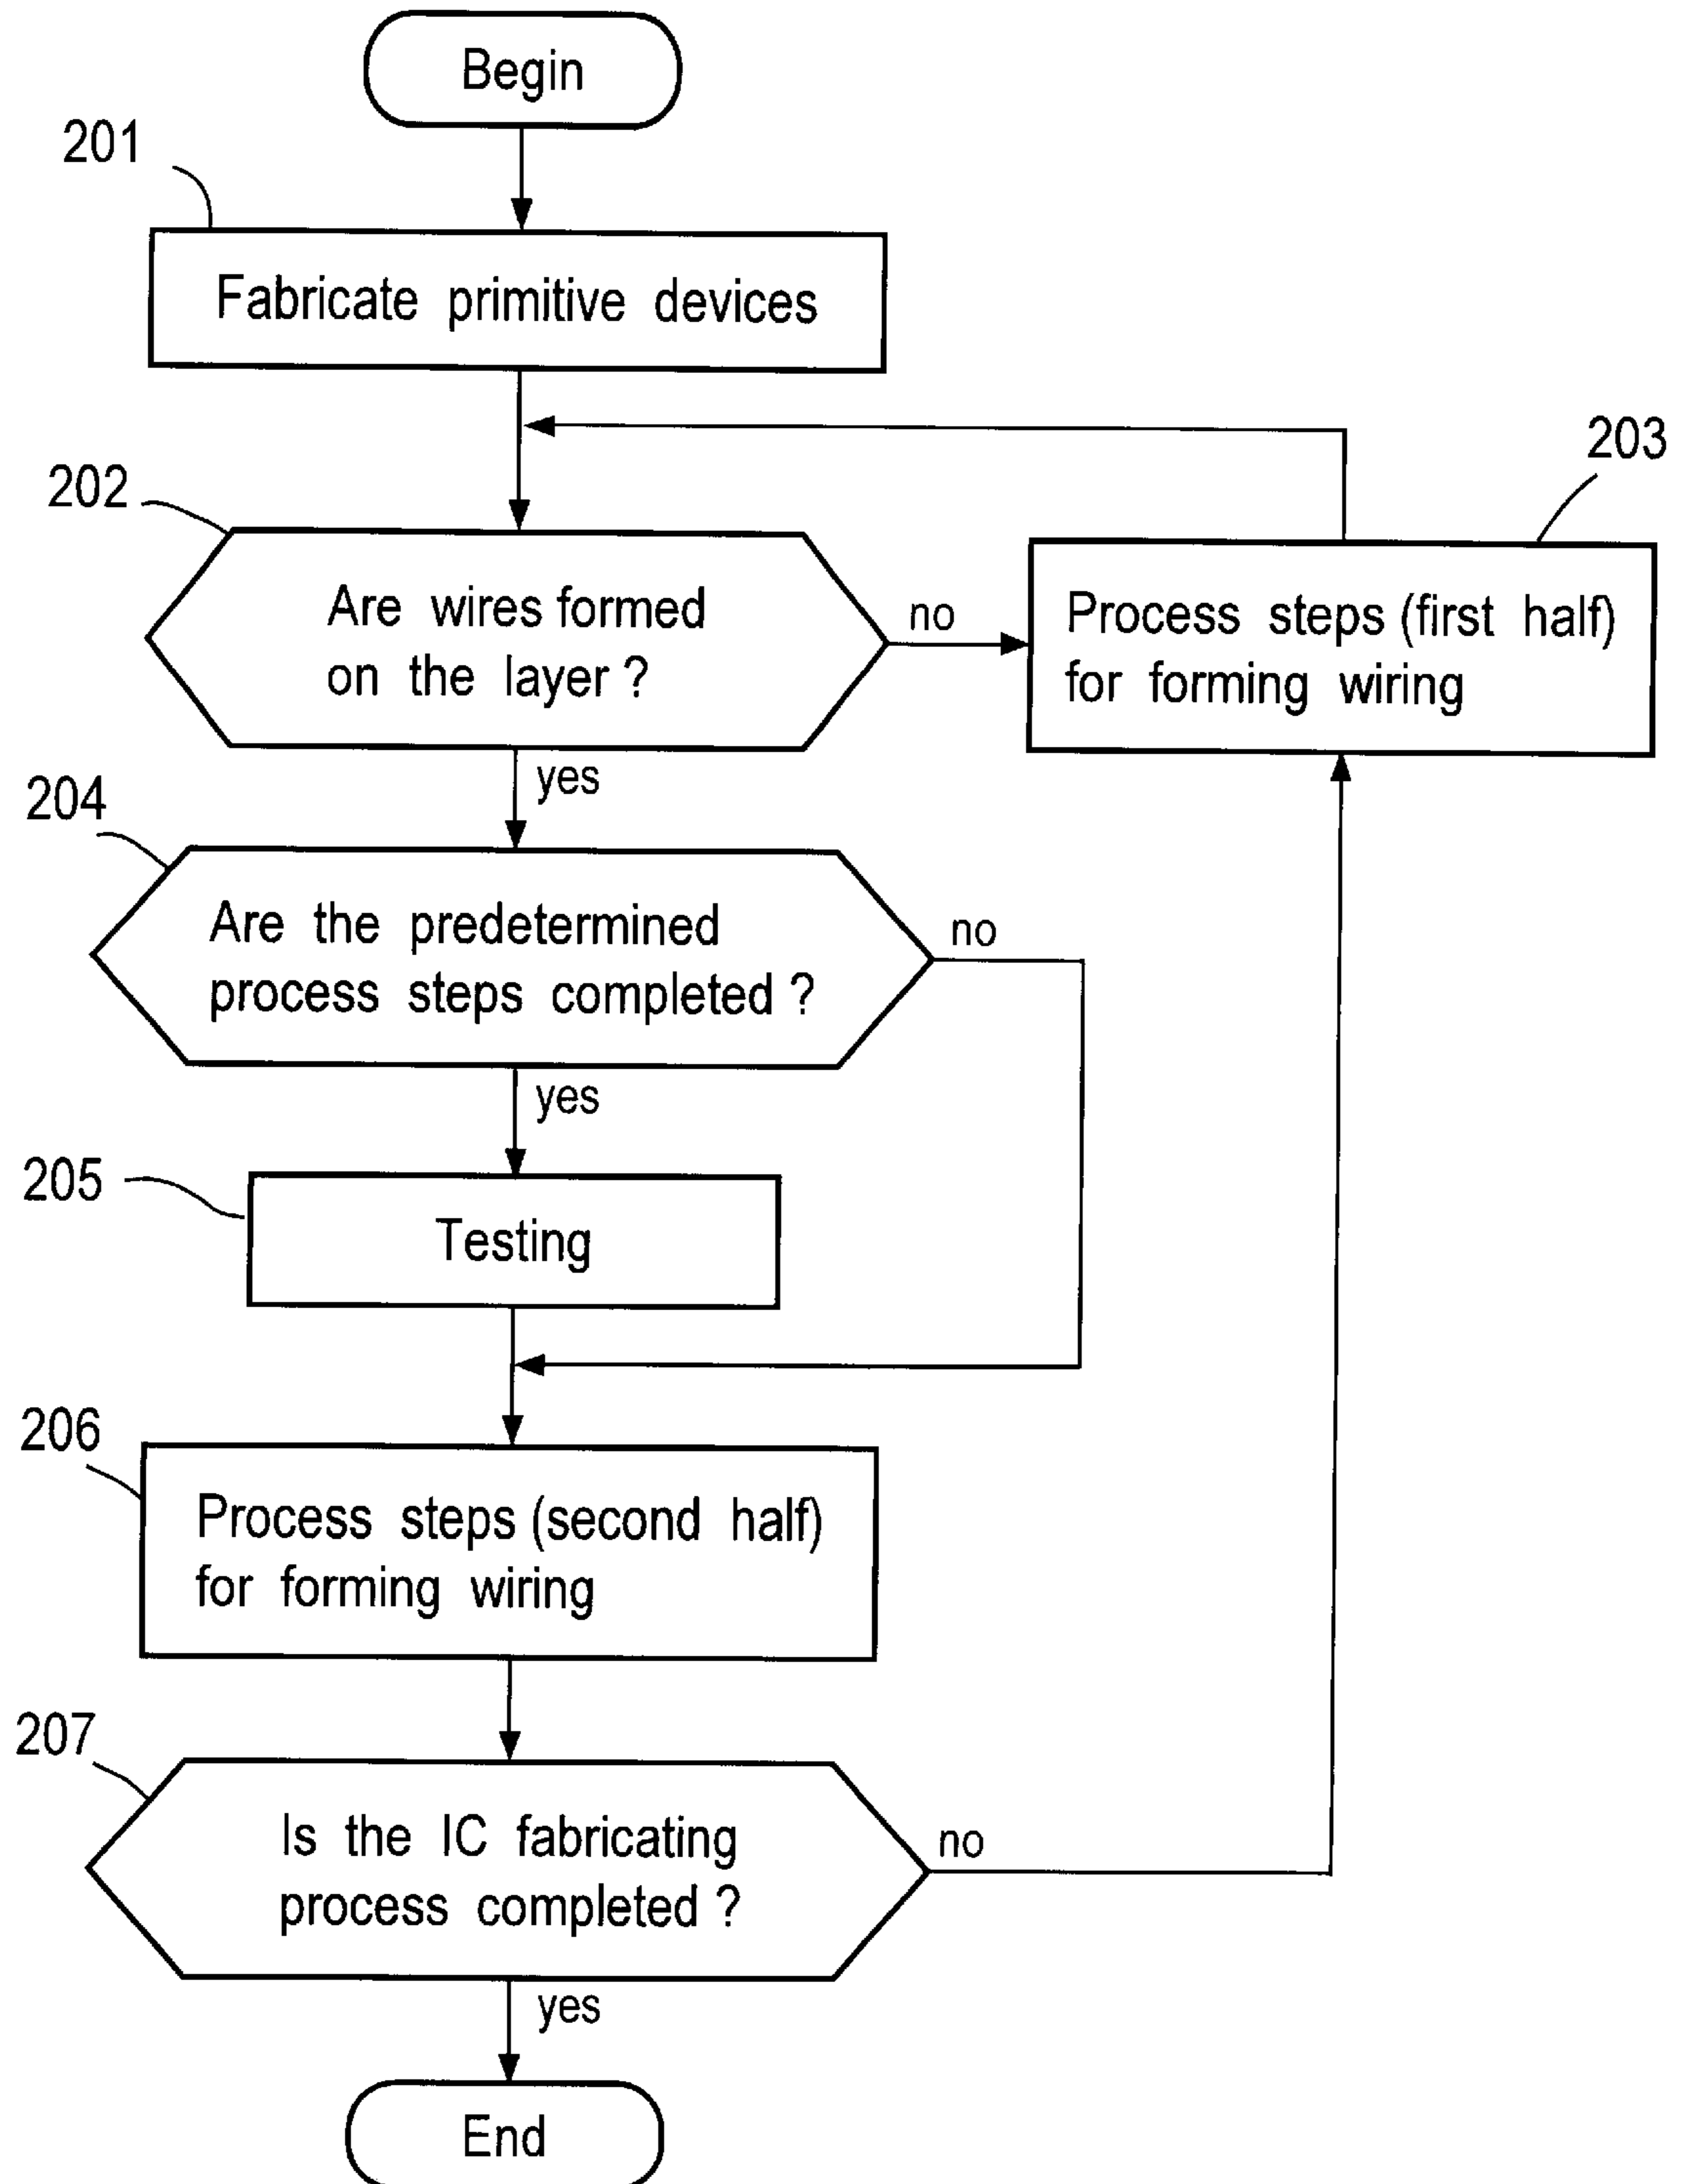 Begin
201
Fabricate primitive devices
203
202
Are wires formed
on the layer ?
no
Process steps (first half)
for forming wiring
yes
204
Are the predetermined
process steps completed ?
no
yes
205
Testing
206
Process steps (second half)
for forming wiring
207
Is the IC fabricating
process completed ?
no
yes
End